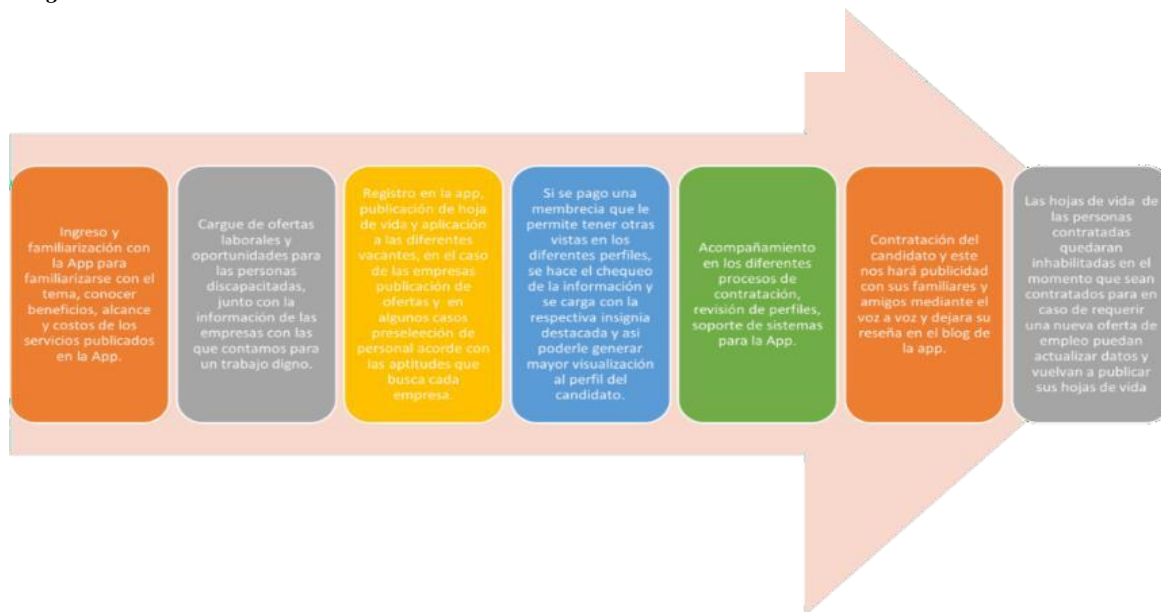 Ingreso y
familiarización con
la App para
familiarizarse con el
tema, conocer
beneficios, alcance
y costos de los
servicios publicados
en la App.
Cargue de ofertas
laborales y
oportunidades para
las personas
discapacitadas,
junto con la
información de las
empresas con las
que contamos para
un trabajo digno.
Registro en la app,
publicación de hoja
de vida y aplicación
a las diferentes
vacantes, en el caso
de las empresas
publicación de
ofertas y en
algunos casos
preselección de
personal acorde con
las aptitudes que
busca cada
empresa.
Si se pago una
membrecia que le
permite tener otras
vistas en los
diferentes perfiles,
se hace el chequeo
de la información y
se carga con la
respectiva insignia
destacada y asi
poderle generar
mayor visualización
al perfil del
candidato.
Acompañamiento
en los diferentes
procesos de
contratación,
revisión de perfiles,
soporte de sistemas
para la App.
Contratación del
candidato y este
nos hará publicidad
con sus familiares y
amigos mediante el
voz a voz y dejara su
reseña en el blog de
la app.
Las hojas de vida de
las personas
contratadas
quedaran
inhabilitadas en el
momento que sean
contratados para en
caso de requerir
una nueva oferta de
empleo puedan
actualizar datos y
vuelvan a publicar
sus hojas de vida